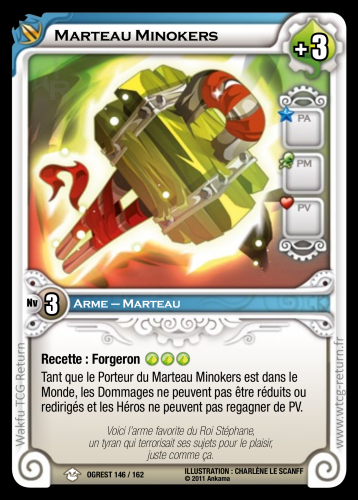 Marteau Minokers
+3
PA
PM
PV
Nv 3 Arme – Marteau
Recette : Forgeron
Tant que le Porteur du Marteau Minokers est dans le
Monde, les Dommages ne peuvent pas être réduits ou
redirigés et les Héros ne peuvent pas regagner de PV.
Voici l'arme favorite du Roi Stéphane,
un tyran qui terrorisait ses sujets pour le plaisir,
juste comme ça.
OGREST 146 / 162
ILLUSTRATION : CHARLÈNE LE SCANFF
© 2011 Ankama
Wakfu TCG Return
www.wtcg-return.fr